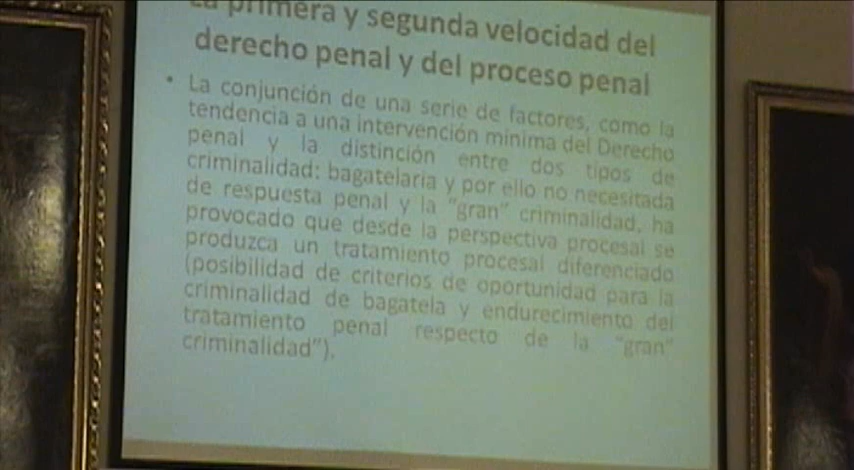 La primera y segunda velocidad del
derecho penal y del proceso penal
• La conjunción de una serie de factores, como la
tendencia a una intervención minima del Derecho
penal y la distinción entre dos tipos de
criminalidad: bagatelaria y por ello no necesitada
de respuesta penal y la "gran" criminalidad, ha
provocado que desde la perspectiva procesal se
produzca un tratamiento procesal diferenciado
(posibilidad de criterios de oportunidad para la
criminalidad de bagatela y endurecimiento del
tratamiento penal respecto de la "gran"
criminalidad").